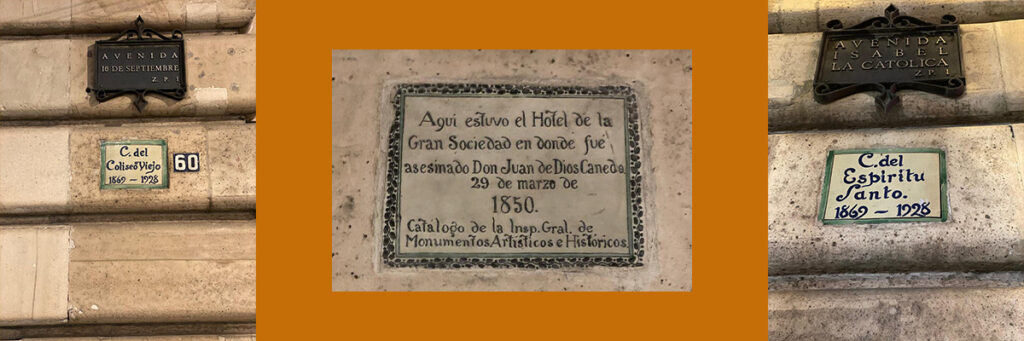 AVENIDA
16 DE SEPTIEMBRE
Z.P. 1
C. del
Coliseo Viejo
1869 – 1928
60
Aqui estuvo el Hotel de la
Gran Sociedad en donde fué
asesinado Don Juan de Dios Cañedo
29 de marzo de
1850.
Catálogo de la Insp. Gral. de
Monumentos Artísticos e Históricos.
AVENIDA
ISABEL
LA CATOLICA
Z.P. 1
C. del
Espiritu
Santo.
1869 – 1928